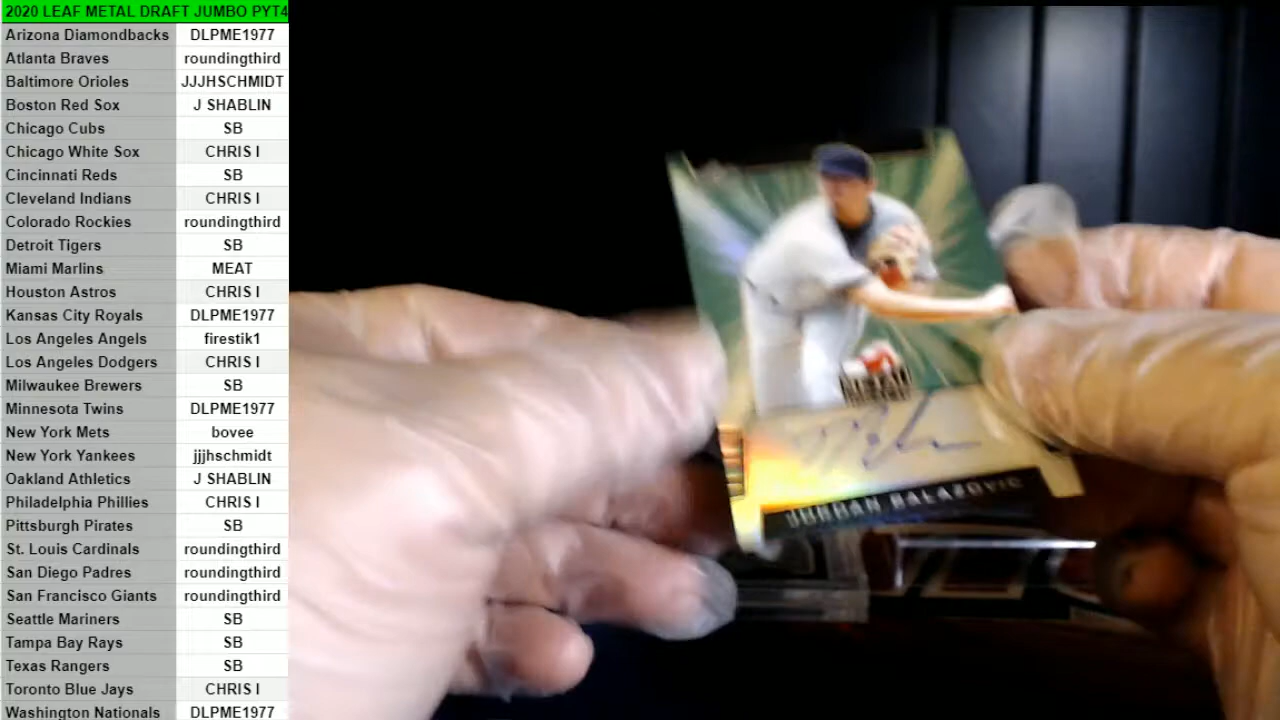 2020 LEAF METAL DRAFT JUMBO PYT4
Arizona Diamondbacks DLPME1977
Atlanta Braves roundingthird
Baltimore Orioles JJJHSCHMIDT
Boston Red Sox J SHABLIN
Chicago Cubs SB
Chicago White Sox CHRIS I
Cincinnati Reds SB
Cleveland Indians CHRIS I
Colorado Rockies roundingthird
Detroit Tigers SB
Miami Marlins MEAT
Houston Astros CHRIS I
Kansas City Royals DLPME1977
Los Angeles Angels firestik1
Los Angeles Dodgers CHRIS I
Milwaukee Brewers SB
Minnesota Twins DLPME1977
New York Mets bovee
New York Yankees jjjhschmidt
Oakland Athletics J SHABLIN
Philadelphia Phillies CHRIS I
Pittsburgh Pirates SB
St. Louis Cardinals roundingthird
San Diego Padres roundingthird
San Francisco Giants roundingthird
Seattle Mariners SB
Tampa Bay Rays SB
Texas Rangers SB
Toronto Blue Jays CHRIS I
Washington Nationals DLPME1977
METAL
JORDAN BALAZOVIC